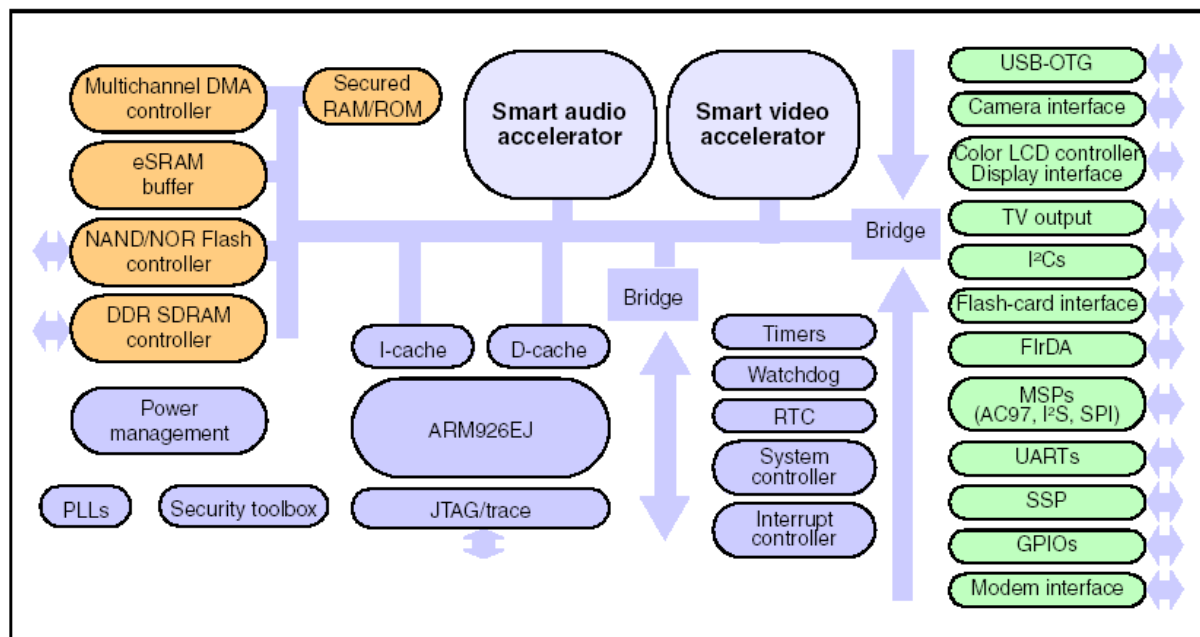 Multichannel DMA
controller
Secured
RAM/ROM
eSRAM
buffer
NAND/NOR Flash
controller
DDR SDRAM
controller
Power
management
PLLs
Security toolbox
Smart audio
accelerator
Smart video
accelerator
I-cache
D-cache
ARM926EJ
JTAG/trace
Bridge
Bridge
Timers
Watchdog
RTC
System
controller
Interrupt
controller
USB-OTG
Camera interface
Color LCD controller
Display interface
TV output
I²Cs
Flash-card interface
FIrDA
MSPs
(AC97, I²S, SPI)
UARTs
SSP
GPIOs
Modem interface